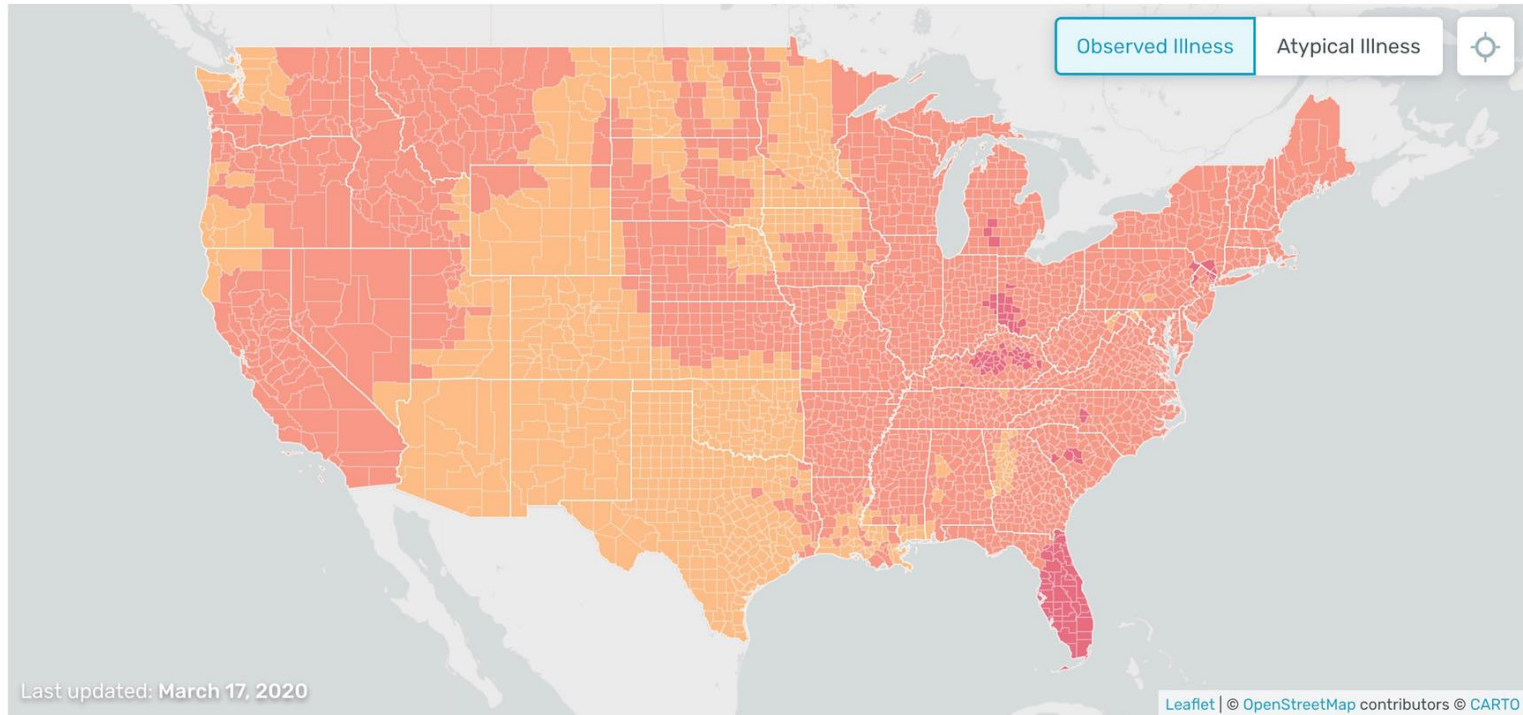 Observed Illness
Atypical Illness
Last updated: March 17, 2020
Leaflet | © OpenStreetMap contributors © CARTO